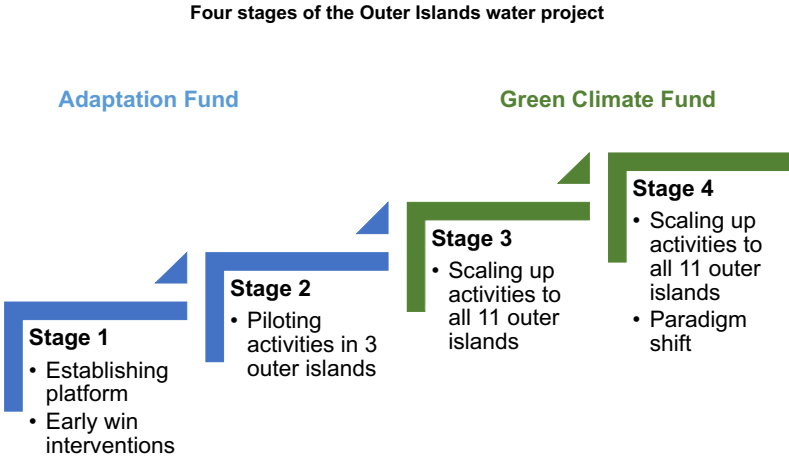 Four stages of the Outer Islands water project
Adaptation Fund
Green Climate Fund
Stage 1
• Establishing
platform
• Early win
interventions
Stage 2
• Piloting
activities in 3
outer islands
Stage 3
• Scaling up
activities to
all 11 outer
islands
Stage 4
• Scaling up
activities to
all 11 outer
islands
• Paradigm
shift